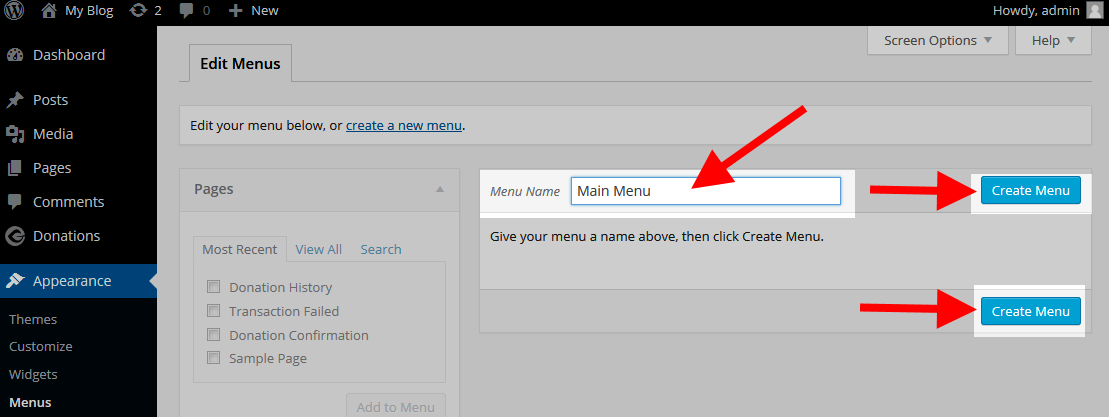 My Blog 2 0 New Howdy, admin
Dashboard
Posts
Media
Pages
Comments
Donations
Appearance
Themes
Customize
Widgets
Menus
Screen Options Help
Edit Menus
Edit your menu below, or create a new menu.
Pages
Most Recent View All Search
Donation History
Transaction Failed
Donation Confirmation
Sample Page
Add to Menu
Menu Name Main Menu Create Menu
Give your menu a name above, then click Create Menu.
Create Menu